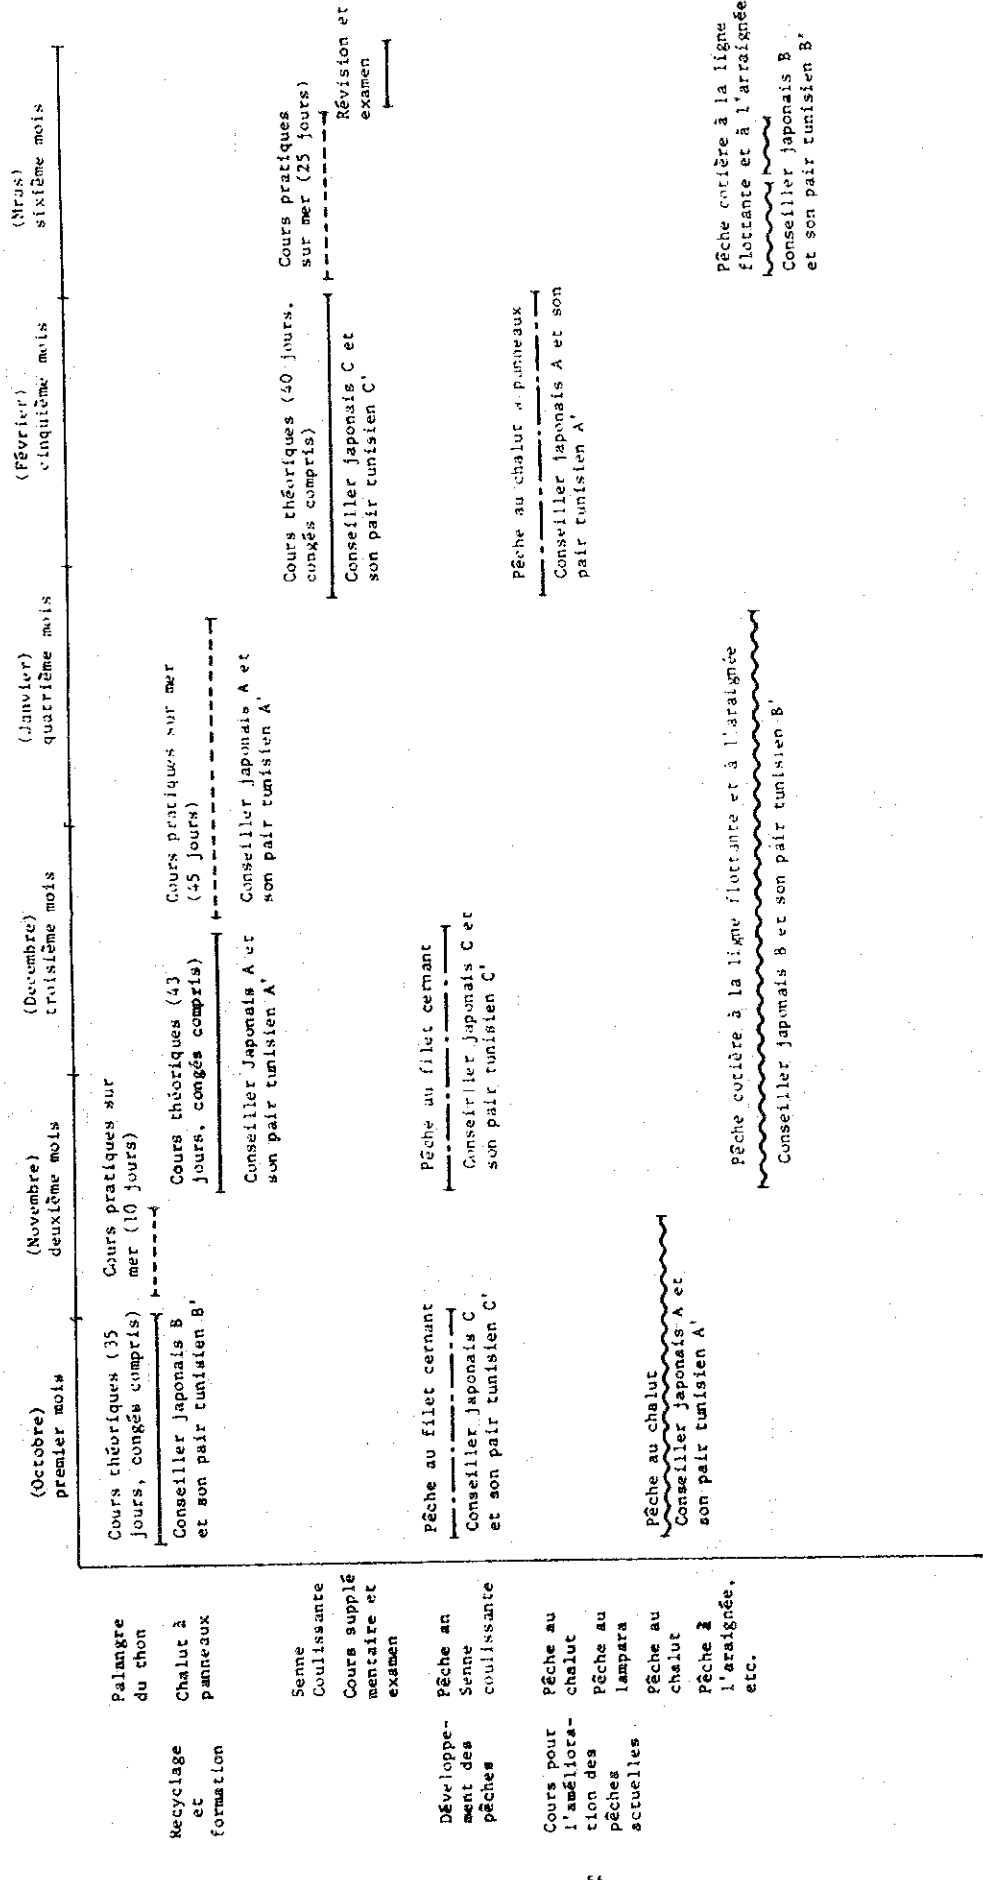 (Octobre)
premier mois
(Novembre)
deuxième mois
(Decembre)
troisième mois
(Janvier)
quatrième mois
(Février)
cinquième mois
(Mras)
sixième mois
Recyclage
et
formation
Palangre
du thon
Cours théoriques (35
jours, congés compris)
Conseiller japonais B
et son pair tunisien B'
Cours pratiques sur
mer (10 jours)
Chalut à
panneaux
Cours théoriques (43
jours, congés compris)
Conseiller Japonais A et
son pair tunisien A'
Cours pratiques sur mer
(45 jours)
Conseiller japonais A et
son pair tunisien A'
Senne
Coulissante
Cours théoriques (40 jours,
congés compris)
Conseiller japonais C et
son pair tunisien C'
Cours pratiques
sur mer (25 jours)
Cours supplé
mentaire et
examen
Révision et
examen
Développe-
ment des
pêches
Pêche an
Senne
coulissante
Pêche au filet cernant
Conseiller japonais C
et son pair tunisien C'
Pêche au filet cernant
Conseirller japonais C et
son pair tunisien C'
Cours pour
l'améliora-
tion des
pêches
actuelles
Pêche au
chalut
Pêche au chalut a panneaux
Conseiller japonais A et son
pair tunisien A'
Pêche au
lampara
Pêche au
chalut
Pêche au chalut
Conseiller japonais A et
son pair tunisien A'
Pêche à
l'araignée,
etc.
Pêche cotière à la ligne flottante et à l'araignée
Conseiller japonais B et son pair tunisien B'
Pêche cotière à la ligne
flottante et à l'arraignée
Conseiller japonais B
et son pair tunisien B'